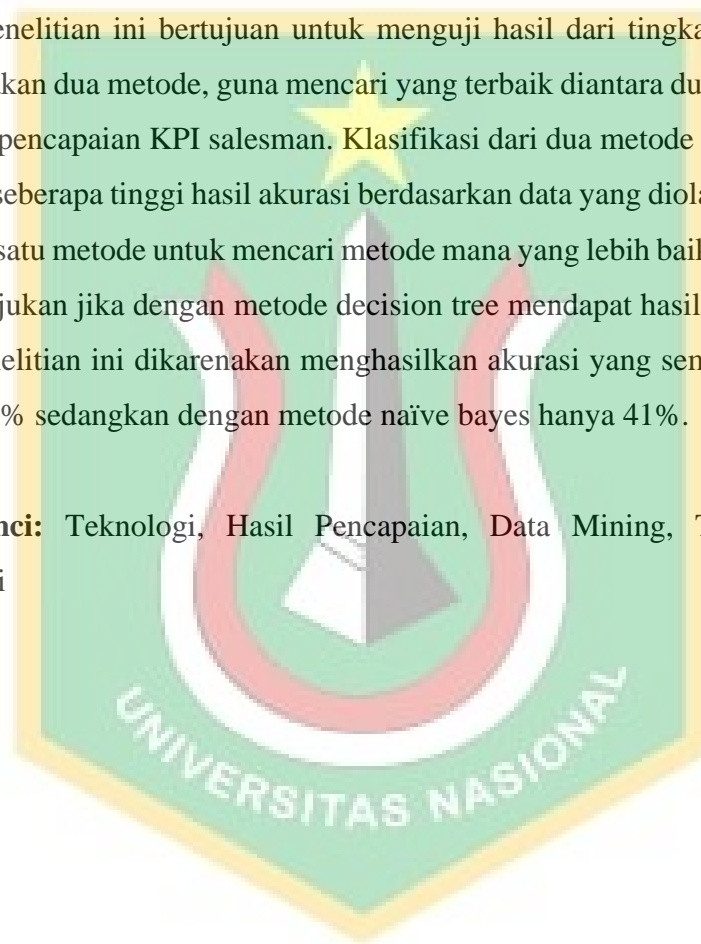 enelitian ini bertujuan untuk menguji hasil dari tingka
kan dua metode, guna mencari yang terbaik diantara du
pencapaian KPI salesman. Klasifikasi dari dua metode
seberapa tinggi hasil akurasi berdasarkan data yang diola
satu metode untuk mencari metode mana yang lebih baik
jukan jika dengan metode decision tree mendapat hasil
elitian ini dikarenakan menghasilkan akurasi yang sem
% sedangkan dengan metode naïve bayes hanya 41%.
nci: Teknologi, Hasil Pencapaian, Data Mining, T
i
UNIVERSITAS NASIONAL